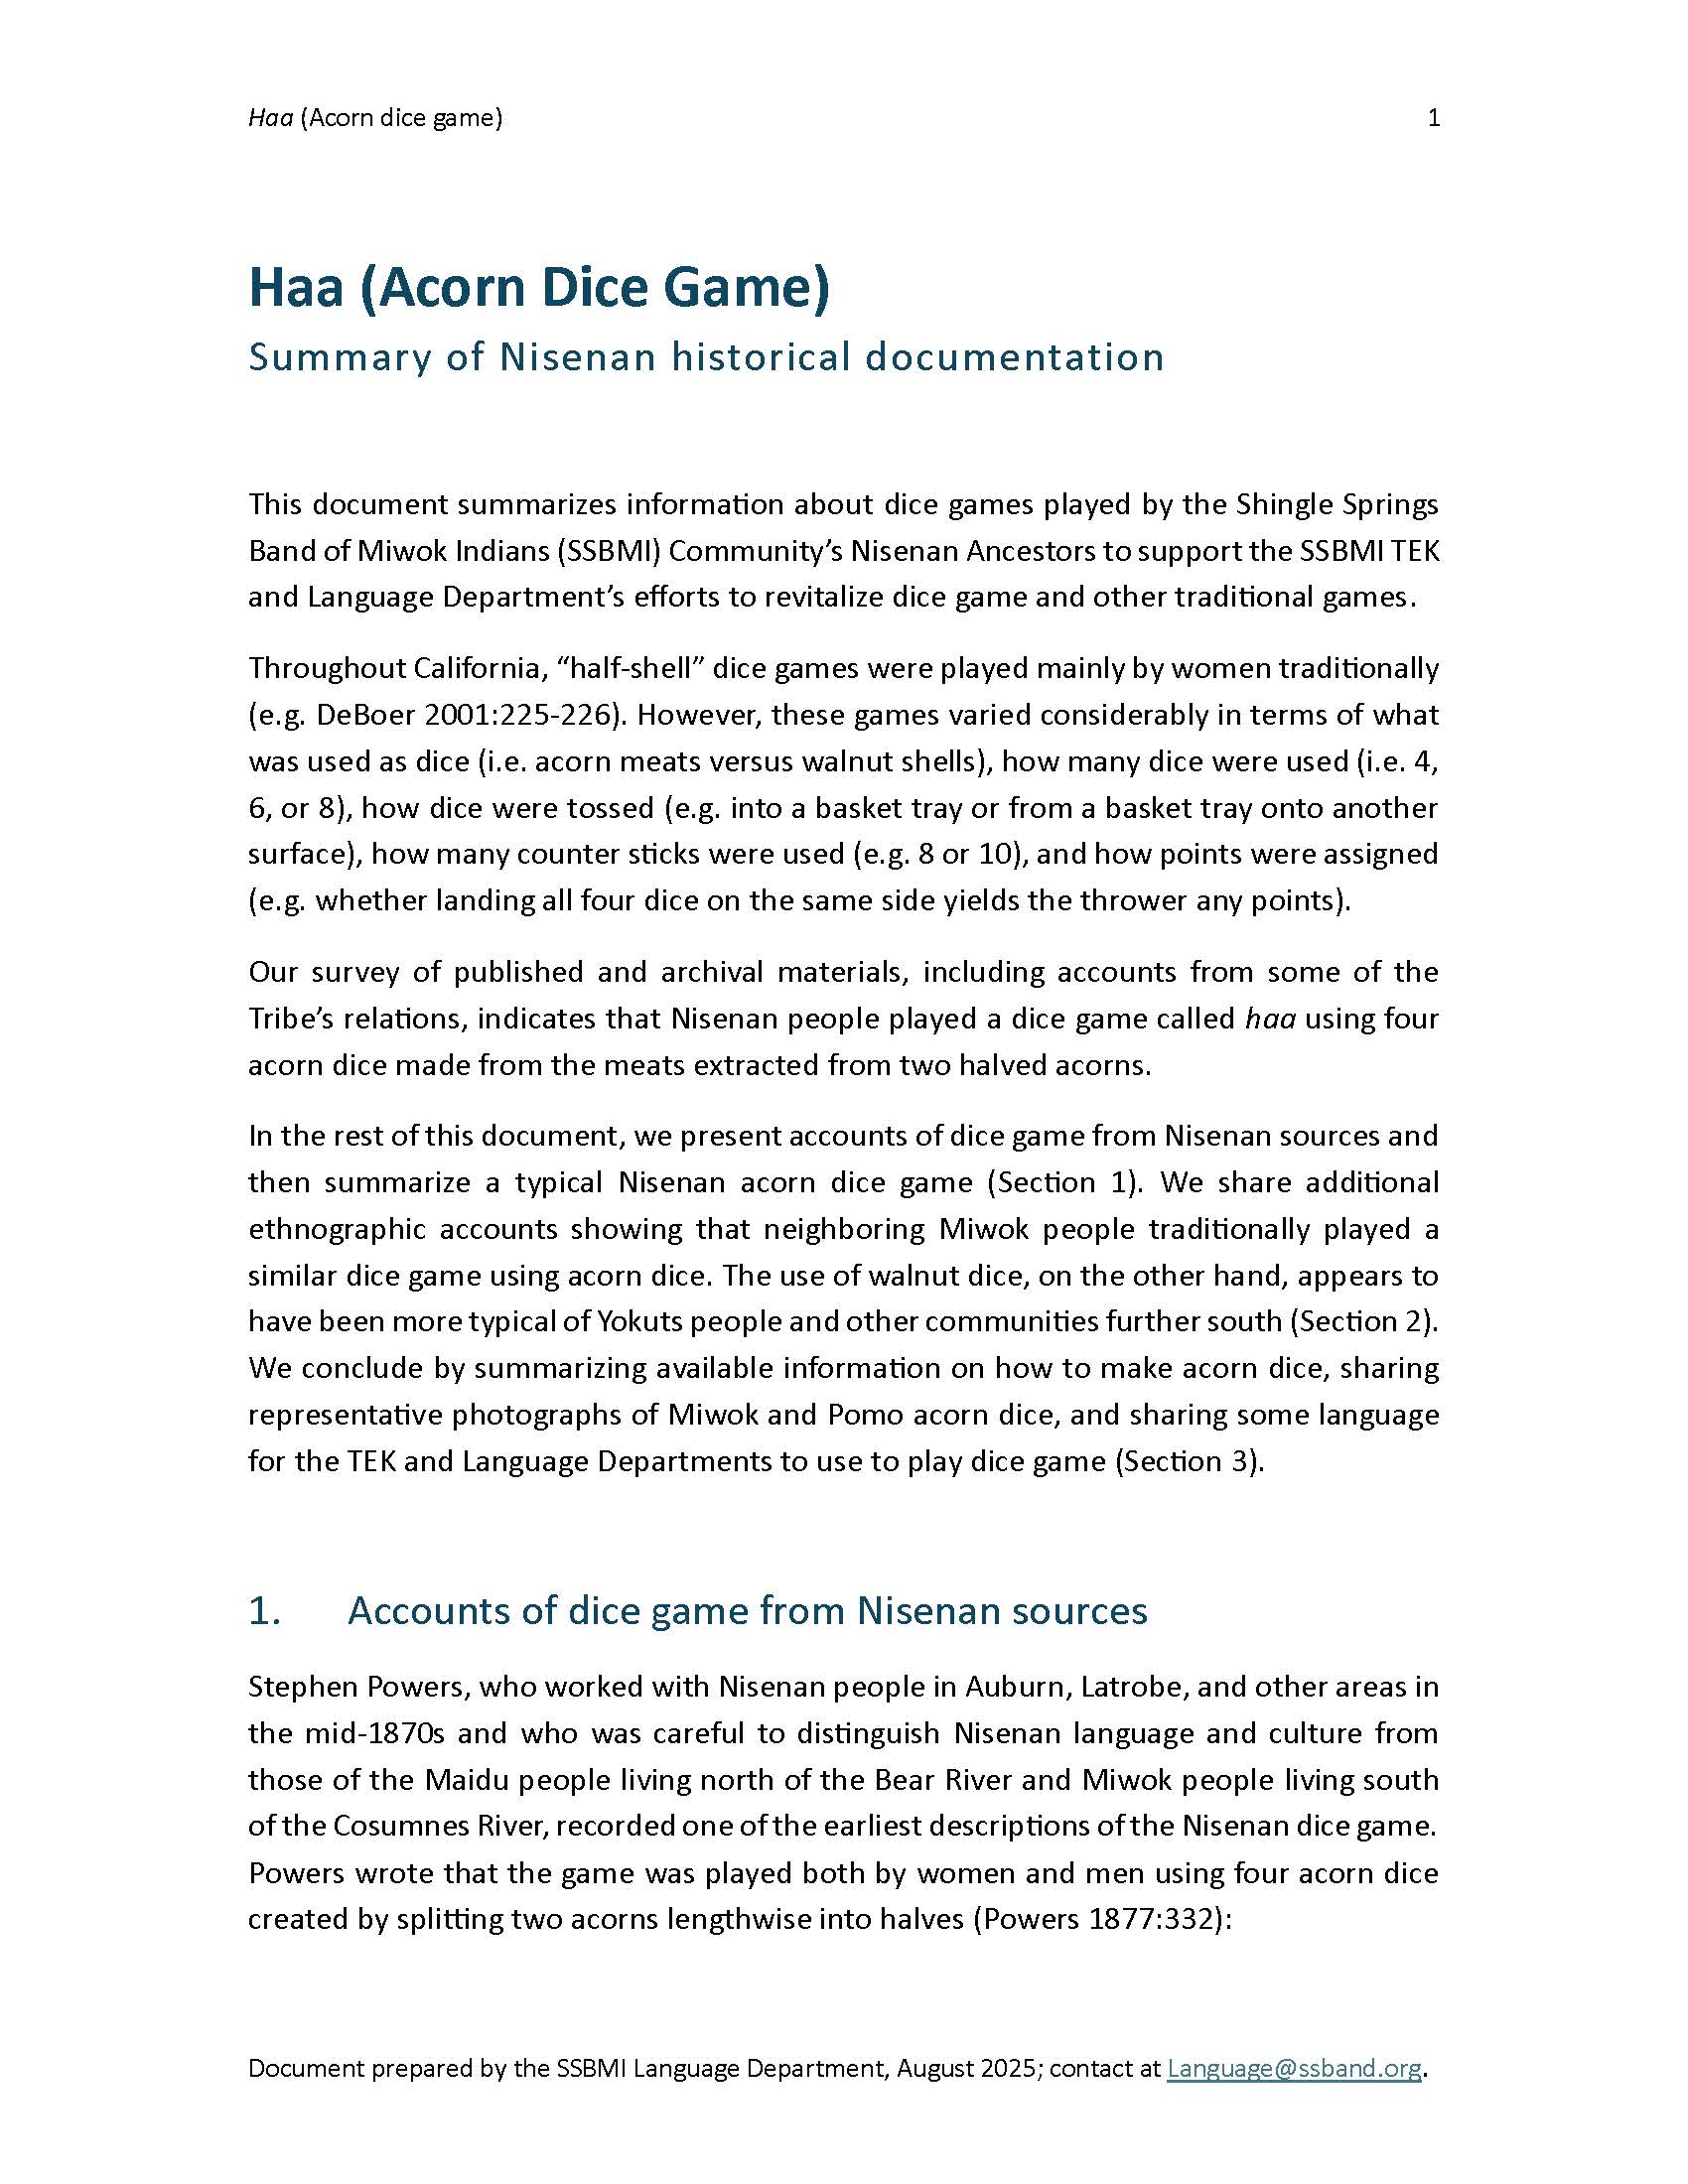 Haa (Acorn dice game) 1
Haa (Acorn Dice Game)
Summary of Nisenan historical documentation
This document summarizes information about dice games played by the Shingle Springs
Band of Miwok Indians (SSBMI) Community’s Nisenan Ancestors to support the SSBMI TEK
and Language Department’s efforts to revitalize dice game and other traditional games.
Throughout California, “half-shell” dice games were played mainly by women traditionally
(e.g. DeBoer 2001:225-226). However, these games varied considerably in terms of what
was used as dice (i.e. acorn meats versus walnut shells), how many dice were used (i.e. 4,
6, or 8), how dice were tossed (e.g. into a basket tray or from a basket tray onto another
surface), how many counter sticks were used (e.g. 8 or 10), and how points were assigned
(e.g. whether landing all four dice on the same side yields the thrower any points).
Our survey of published and archival materials, including accounts from some of the
Tribe’s relations, indicates that Nisenan people played a dice game called haa using four
acorn dice made from the meats extracted from two halved acorns.
In the rest of this document, we present accounts of dice game from Nisenan sources and
then summarize a typical Nisenan acorn dice game (Section 1). We share additional
ethnographic accounts showing that neighboring Miwok people traditionally played a
similar dice game using acorn dice. The use of walnut dice, on the other hand, appears to
have been more typical of Yokuts people and other communities further south (Section 2).
We conclude by summarizing available information on how to make acorn dice, sharing
representative photographs of Miwok and Pomo acorn dice, and sharing some language
for the TEK and Language Departments to use to play dice game (Section 3).
1. Accounts of dice game from Nisenan sources
Stephen Powers, who worked with Nisenan people in Auburn, Latrobe, and other areas in
the mid-1870s and who was careful to distinguish Nisenan language and culture from
those of the Maidu people living north of the Bear River and Miwok people living south
of the Cosumnes River, recorded one of the earliest descriptions of the Nisenan dice game.
Powers wrote that the game was played both by women and men using four acorn dice
created by splitting two acorns lengthwise into halves (Powers 1877:332):
Document prepared by the SSBMI Language Department, August 2025; contact at Language@ssband.org.